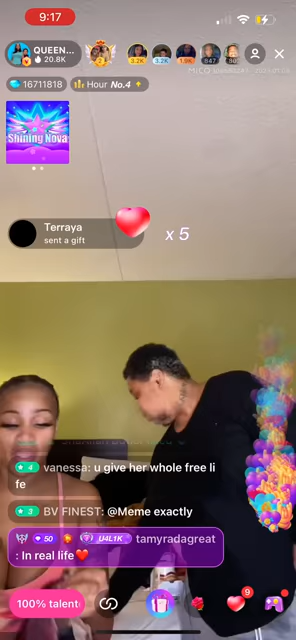 9:17
QUEEN...
20.8K
3.2K
3.2K
1.9K
847
80
16711818
Hour No.4
Shining Nova
Terraya
sent a gift
x 5
4 vanessa: u give her whole free li
fe
3 BV FINEST: @Meme exactly
50 U4L1K tamyradagreat
: In real life❤️
100% talent
9